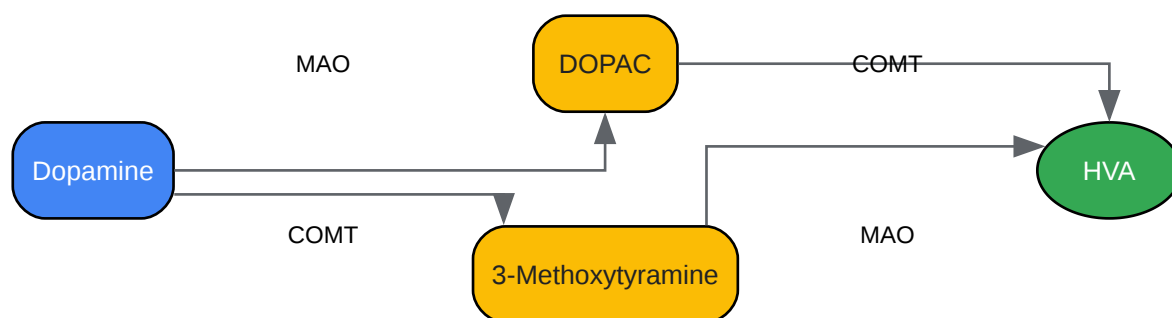 MAO
DOPAC
COMT
Dopamine
HVA
COMT
MAO
3-Methoxytyramine